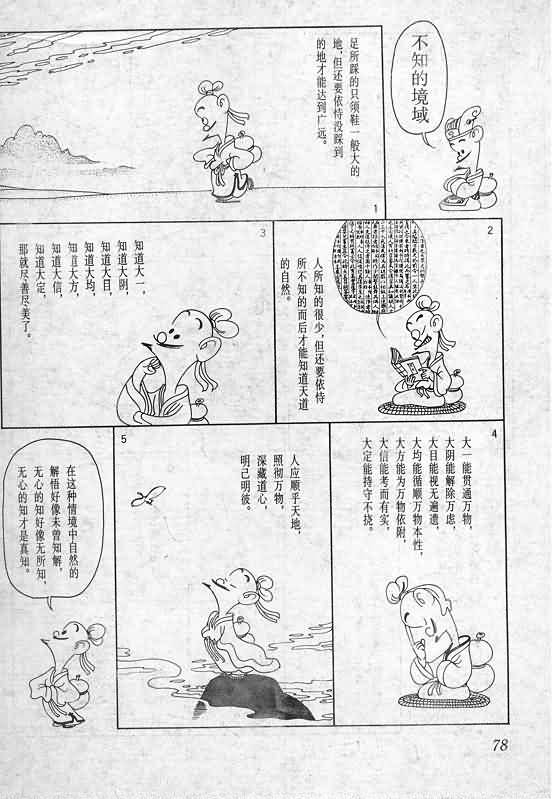 不知的境域
1
足所踩的只须鞋一般大的
地，但还要依恃没踩到
的地才能达到广远。
2
人所知的很少，但还要依恃
所不知的而后才能知道天道
的自然。
3
知道大一，
知道大阴，
知道大目，
知道大均，
知道大方，
知道大信，
知道大定，
那就尽善尽美了。
4
大一能贯通万物，
大阴能解除万虑，
大目能视无遍遗，
大均能循顺万物本性，
大方能为万物依附，
大信能考而有实，
大定能持守不挠。
5
人应顺乎天地，
照彻万物，
深藏道心，
明己明彼。
在这种情境中自然的
解悟好像未曾知解，
无心的知好像无所知，
无心的知才是真知。
78